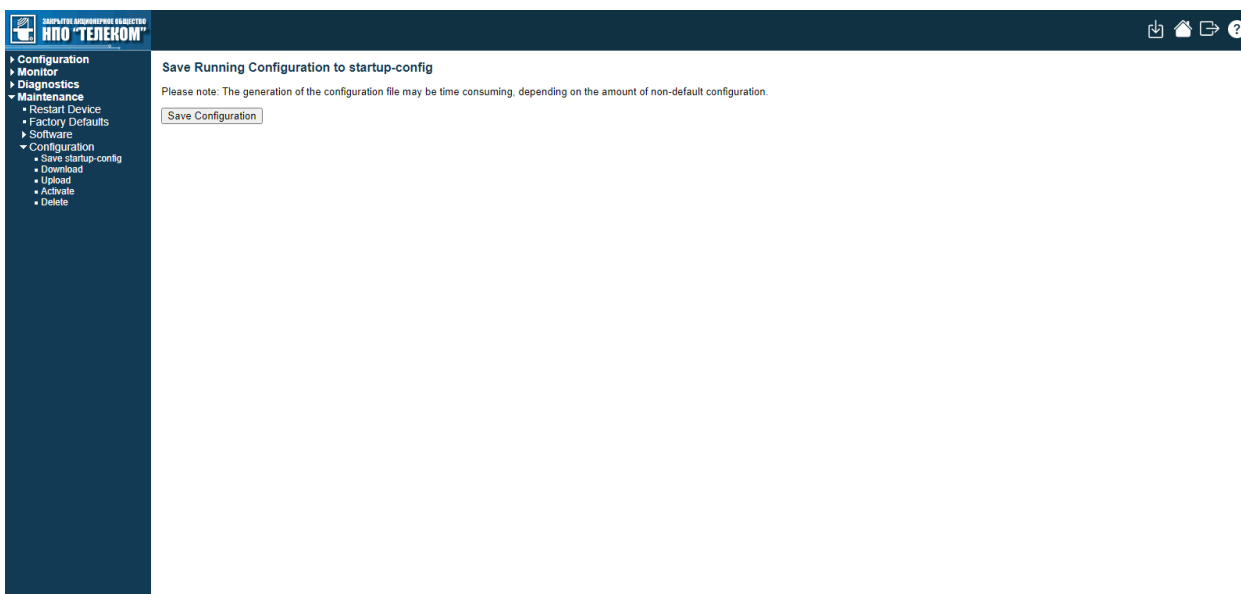 ЗАКРЫТОЕ АКЦИОНЕРНОЕ ОБЩЕСТВО
НПО "ТЕЛЕКОМ"
?
Configuration
Monitor
Diagnostics
Maintenance
Restart Device
Factory Defaults
Software
Configuration
Save startup-config
Download
Upload
Activate
Delete
Save Running Configuration to startup-config
Please note: The generation of the configuration file may be time consuming, depending on the amount of non-default configuration.
Save Configuration